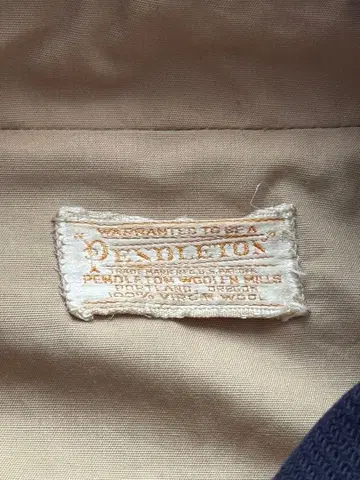 "WARRANTED TO BE A
"PENDLETON"
TRADE MARK REG. U.S. PAT. OFF.
PENDLETON WOOLEN MILLS
PORTLAND, OREGON
100% VIRGIN WOOL